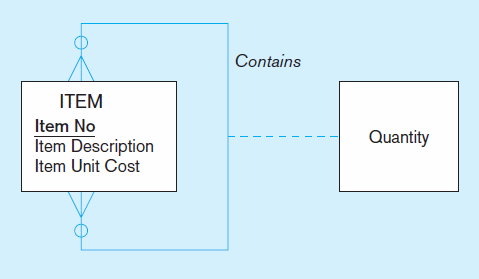 Contains
ITEM
Item No
Item Description
Item Unit Cost
Quantity